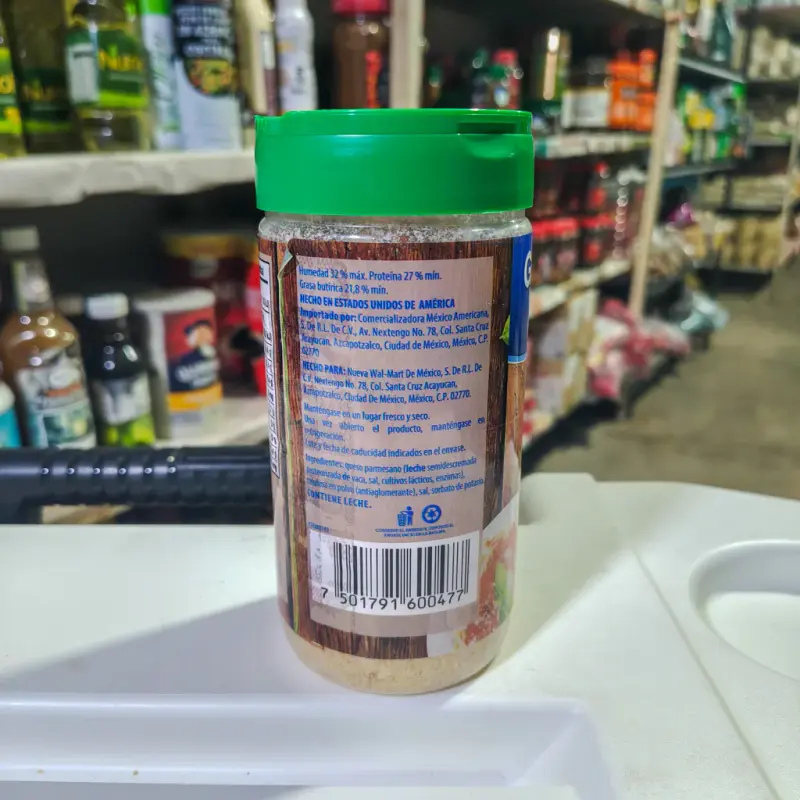 Humedad 32 % máx. Proteína 27 % mín.
Grasa butírica 21,8 % mín.
HECHO EN ESTADOS UNIDOS DE AMÉRICA
Importado por: Comercializadora México Americana,
S. De R.L. De C.V., Av. Nextengo No. 78, Col. Santa Cruz
Acayucan, Azcapotzalco, Ciudad de México, México, C.P.
02770
HECHO PARA: Nueva Wal-Mart De México, S. De R.L. De
C.V. Nextengo No. 78, Col. Santa Cruz Acayucan,
Azcapotzalco, Ciudad De México, México, C.P. 02770.
Manténgase en un lugar fresco y seco.
Una vez abierto el producto, manténgase en
refrigeración.
Lote y fecha de caducidad indicados en el envase.
Ingredientes: queso parmesano (leche semidescremada
pasteurizada de vaca, sal, cultivos lácticos, enzimas),
celulosa en polvo (antiaglomerante), sal, sorbato de potasio.
CONTIENE LECHE.
7 501791 600477
G